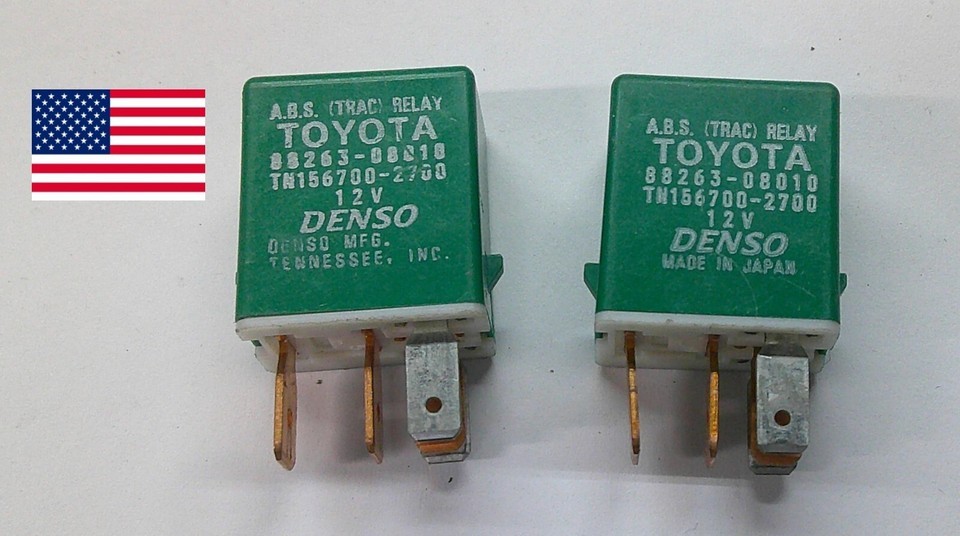 A.B.S. (TRAC) RELAY
TOYOTA
88263-08010
TN156700-2700
12V
DENSO
DENSO MFG.
TENNESSEE, INC.
A.B.S. (TRAC) RELAY
TOYOTA
88263-08010
TN156700-2700
12V
DENSO
MADE IN JAPAN